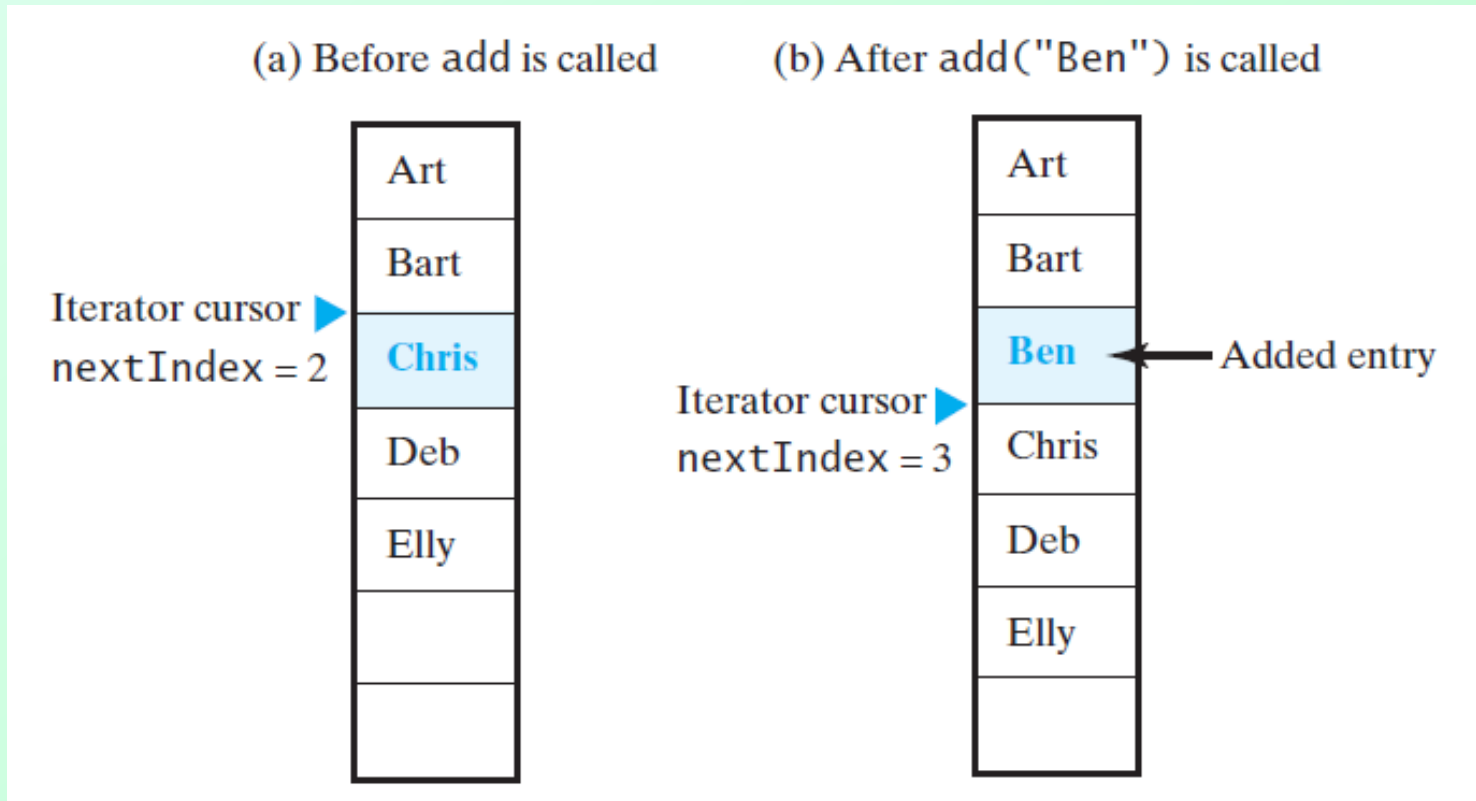 (a) Before add is called
Art
Bart
Iterator cursor
nextIndex = 2
Chris
Deb
Elly
(b) After add("Ben") is called
Art
Bart
Ben
Added entry
Iterator cursor
nextIndex = 3
Chris
Deb
Elly